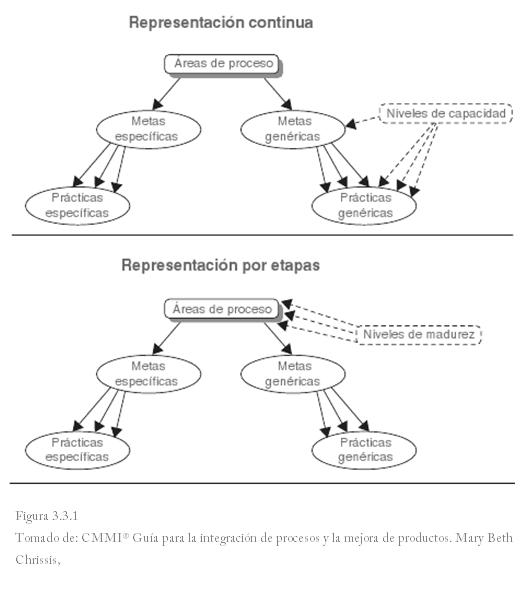 Representación continua
Áreas de proceso
Metas
específicas
Metas
genéricas
Niveles de capacidad
Prácticas
específicas
Prácticas
genéricas
Representación por etapas
Áreas de proceso
Niveles de madurez
Metas
específicas
Metas
genéricas
Prácticas
específicas
Prácticas
genéricas
Figura 3.3.1
Tomado de: CMMI® Guía para la integración de procesos y la mejora de productos. Mary Beth
Chrissis,